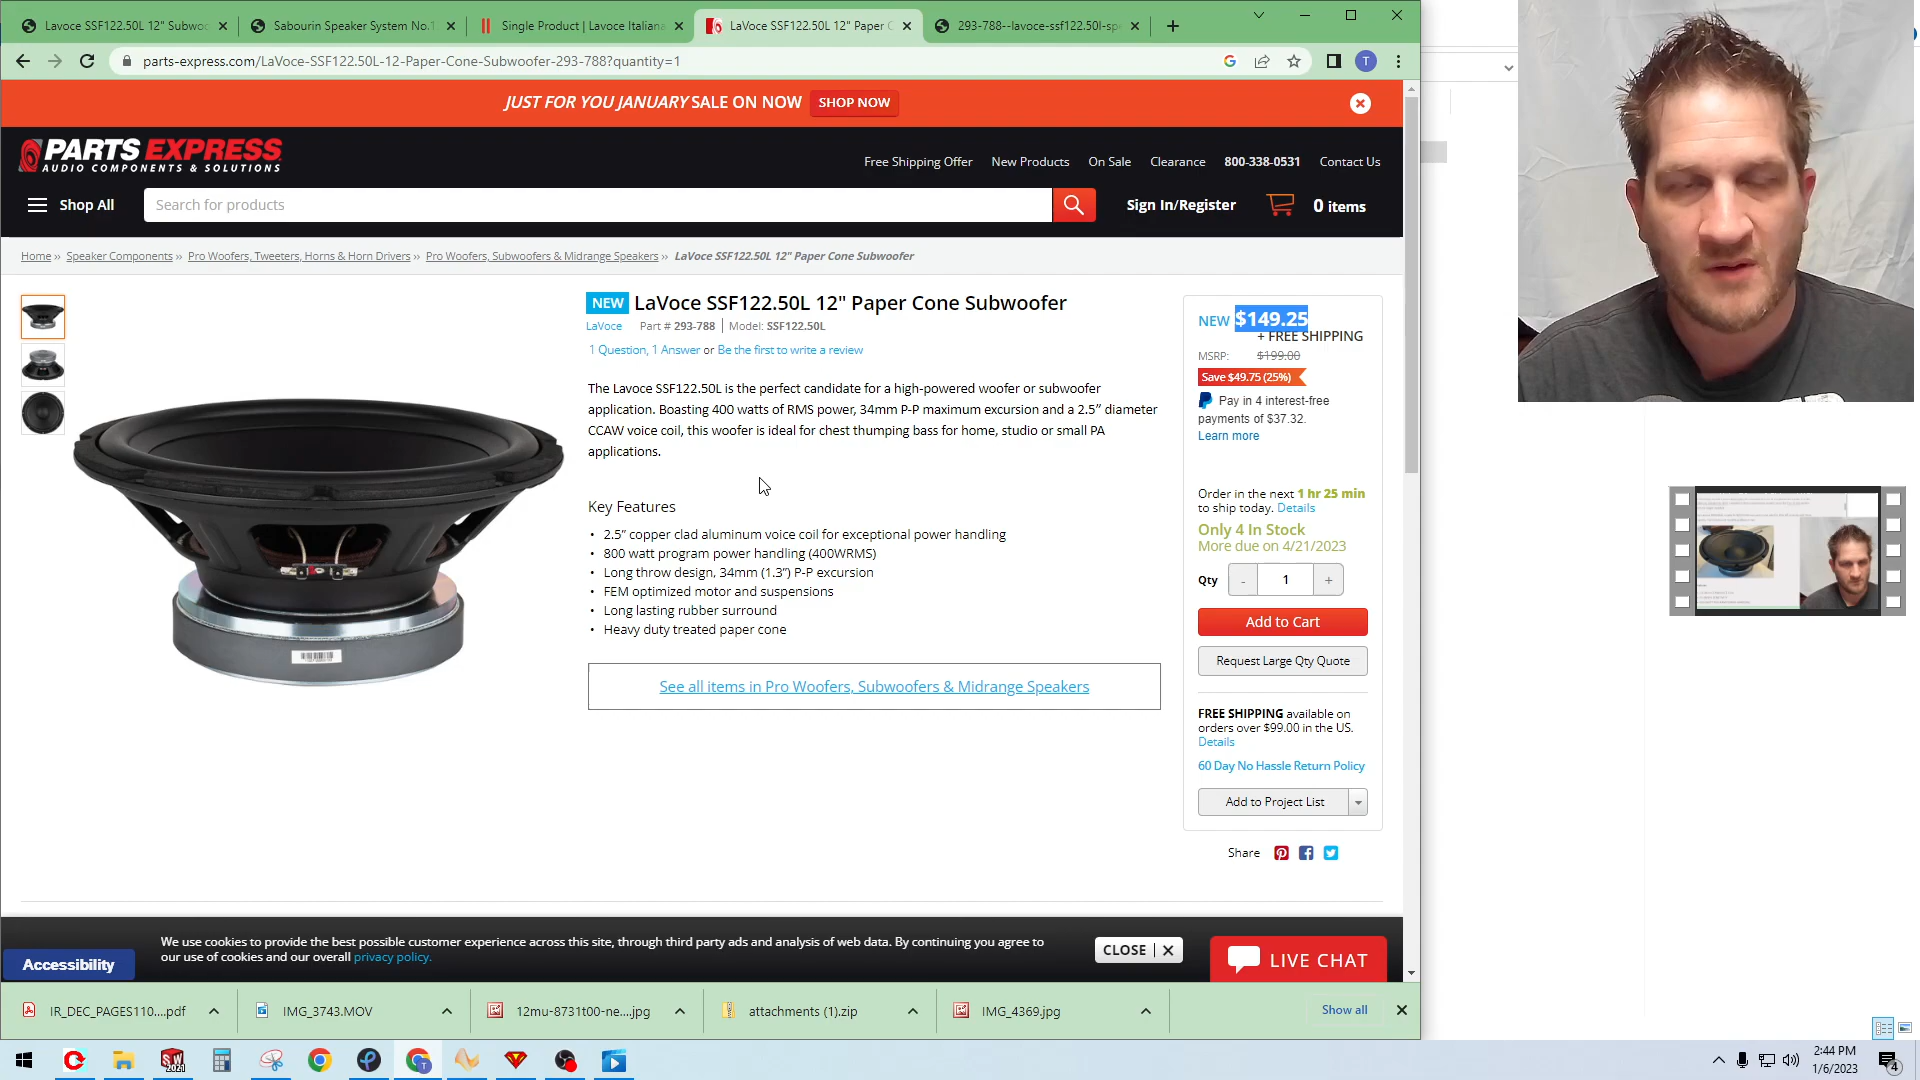 Lavoce SSF122.50L 12" Subwoo
Sabourin Speaker System No.1
Single Product | Lavoce Italiana
LaVoce SSF122.50L 12" Paper C
293-788--lavoce-ssf122.50l-spe
parts-express.com/LaVoce-SSF122.50L-12-Paper-Cone-Subwoofer-293-788?quantity=1
T
JUST FOR YOU JANUARY SALE ON NOW SHOP NOW
PARTS EXPRESS
AUDIO COMPONENTS & SOLUTIONS
Free Shipping Offer New Products On Sale Clearance 800-338-0531 Contact Us
Shop All
Search for products
Sign In/Register
0 items
Home » Speaker Components » Pro Woofers, Tweeters, Horns & Horn Drivers » Pro Woofers, Subwoofers & Midrange Speakers » LaVoce SSF122.50L 12" Paper Cone Subwoofer
NEW LaVoce SSF122.50L 12" Paper Cone Subwoofer
LaVoce Part # 293-788 Model: SSF122.50L
1 Question, 1 Answer or Be the first to write a review
The Lavoce SSF122.50L is the perfect candidate for a high-powered woofer or subwoofer
application. Boasting 400 watts of RMS power, 34mm P-P maximum excursion and a 2.5” diameter
CCAW voice coil, this woofer is ideal for chest thumping bass for home, studio or small PA
applications.
Key Features
• 2.5” copper clad aluminum voice coil for exceptional power handling
• 800 watt program power handling (400WRMS)
• Long throw design, 34mm (1.3”) P-P excursion
• FEM optimized motor and suspensions
• Long lasting rubber surround
• Heavy duty treated paper cone
See all items in Pro Woofers, Subwoofers & Midrange Speakers
NEW $149.25
+ FREE SHIPPING
MSRP: $199.00
Save $49.75 (25%)
Pay in 4 interest-free
payments of $37.32.
Learn more
Order in the next 1 hr 25 min
to ship today. Details
Only 4 In Stock
More due on 4/21/2023
Qty - 1 +
Add to Cart
Request Large Qty Quote
FREE SHIPPING available on
orders over $99.00 in the US.
Details
60 Day No Hassle Return Policy
Add to Project List
Share
We use cookies to provide the best possible customer experience across this site, through third party ads and analysis of web data. By continuing you agree to
our use of cookies and our overall privacy policy.
CLOSE
Accessibility
LIVE CHAT
IR_DEC_PAGES110....pdf
IMG_3743.MOV
12mu-8731t00-ne....jpg
attachments (1).zip
IMG_4369.jpg
Show all
SW
2021
T
2:44 PM
1/6/2023
4